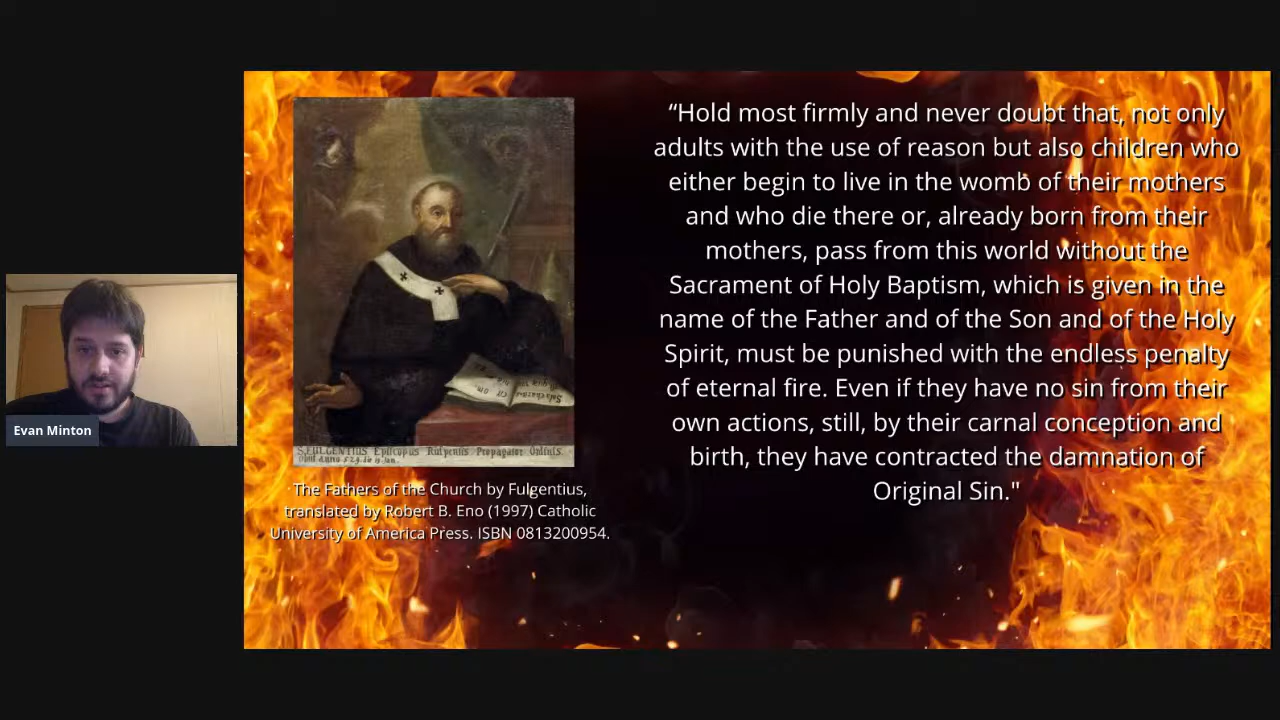 Evan Minton
S. FULGENTIUS Episcopus Ruspensis Propagator Ordinis.
The Fathers of the Church by Fulgentius,
translated by Robert B. Eno (1997) Catholic
University of America Press. ISBN 0813200954.
“Hold most firmly and never doubt that, not only
adults with the use of reason but also children who
either begin to live in the womb of their mothers
and who die there or, already born from their
mothers, pass from this world without the
Sacrament of Holy Baptism, which is given in the
name of the Father and of the Son and of the Holy
Spirit, must be punished with the endless penalty
of eternal fire. Even if they have no sin from their
own actions, still, by their carnal conception and
birth, they have contracted the damnation of
Original Sin."